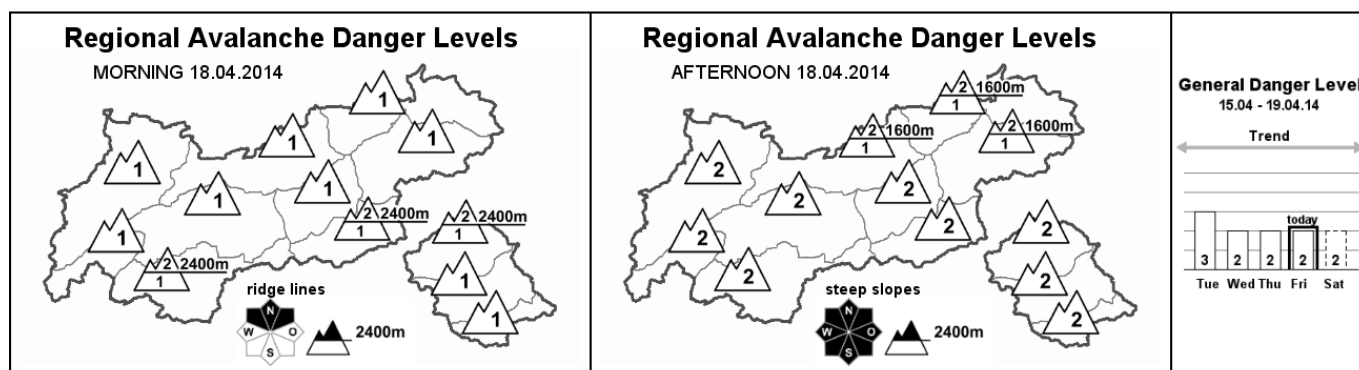 Regional Avalanche Danger Levels
MORNING 18.04.2014
1
1
1
1
1
1
2 2400m
1
2 2400m
1
1
2 2400m
1
1
1
ridge lines
N
W O
S
2400m
Regional Avalanche Danger Levels
AFTERNOON 18.04.2014
2 1600m
1
2 1600m
1
2 1600m
1
2
2
2
2
2
2
2
2
2
steep slopes
N
W O
S
2400m
General Danger Level
15.04 - 19.04.14
Trend
today
3 2 2 2 2
Tue Wed Thu Fri Sat